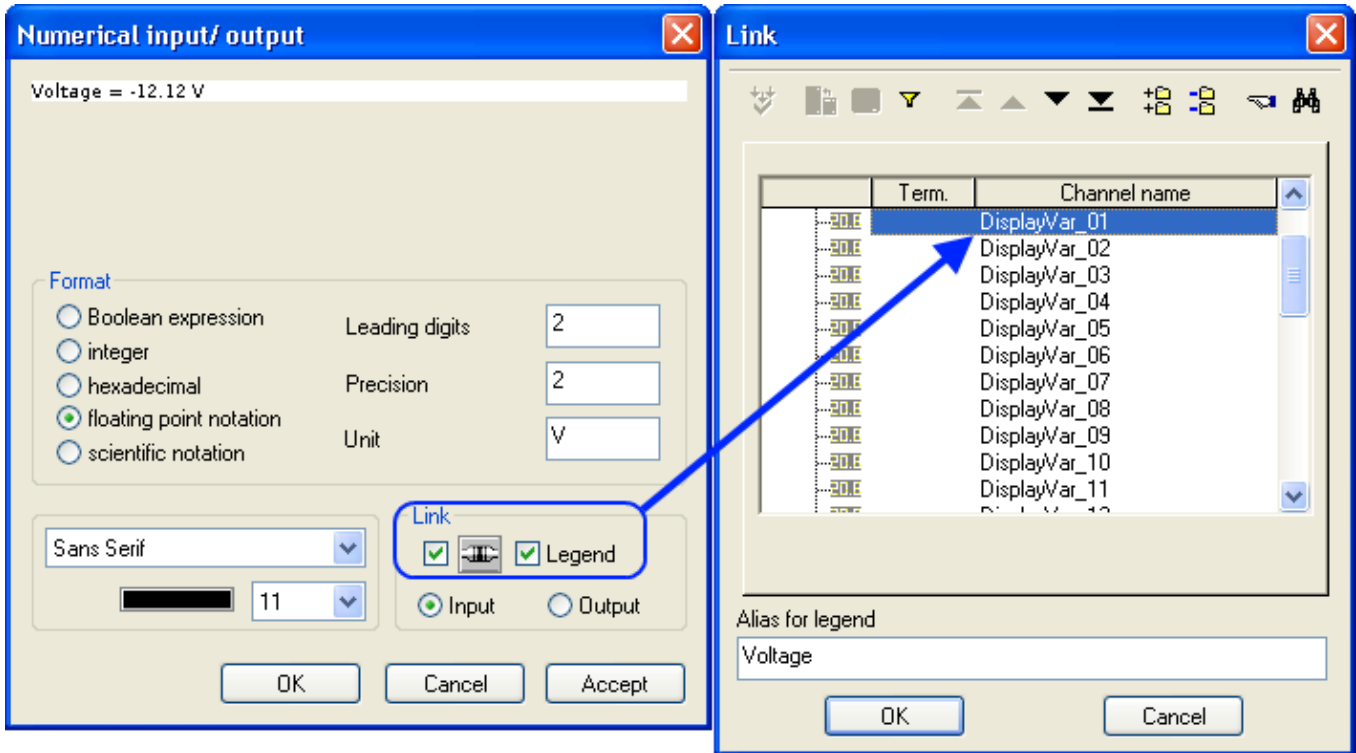 Numerical input/ output
Voltage = -12.12 V
Format
Boolean expression
integer
hexadecimal
floating point notation
scientific notation
Leading digits
2
Precision
2
Unit
V
Sans Serif
11
Link
Legend
Input
Output
OK
Cancel
Accept
Link
Term.
Channel name
DisplayVar_01
DisplayVar_02
DisplayVar_03
DisplayVar_04
DisplayVar_05
DisplayVar_06
DisplayVar_07
DisplayVar_08
DisplayVar_09
DisplayVar_10
DisplayVar_11
Alias for legend
Voltage
OK
Cancel